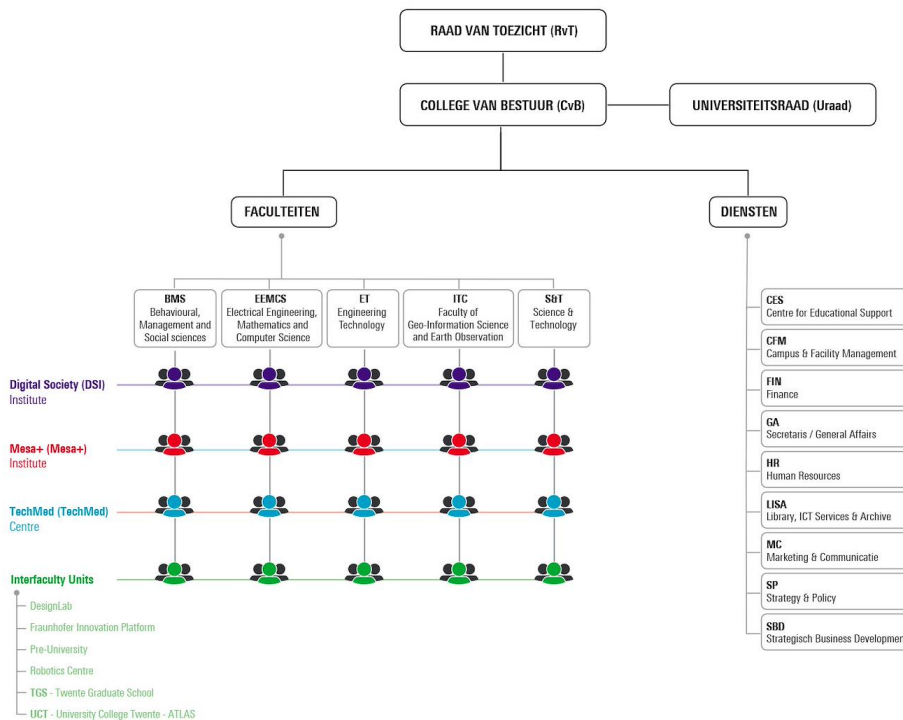 RAAD VAN TOEZICHT (RvT)
COLLEGE VAN BESTUUR (CvB)
UNIVERSITEITSRAAD (Uraad)
FACULTEITEN
DIENSTEN
BMS
Behavioural,
Management and
Social sciences
EEMCS
Electrical Engineering,
Mathematics and
Computer Science
ET
Engineering
Technology
ITC
Faculty of
Geo-Information Science
and Earth Observation
S&T
Science &
Technology
Digital Society (DSI)
Institute
Mesa+ (Mesa+)
Institute
TechMed (TechMed)
Centre
Interfaculty Units
DesignLab
Fraunhofer Innovation Platform
Pre-University
Robotics Centre
TGS - Twente Graduate School
UCT - University College Twente - ATLAS
CES
Centre for Educational Support
CFM
Campus & Facility Management
FIN
Finance
GA
Secretaris / General Affairs
HR
Human Resources
LISA
Library, ICT Services & Archive
MC
Marketing & Communicatie
SP
Strategy & Policy
SBD
Strategisch Business Development